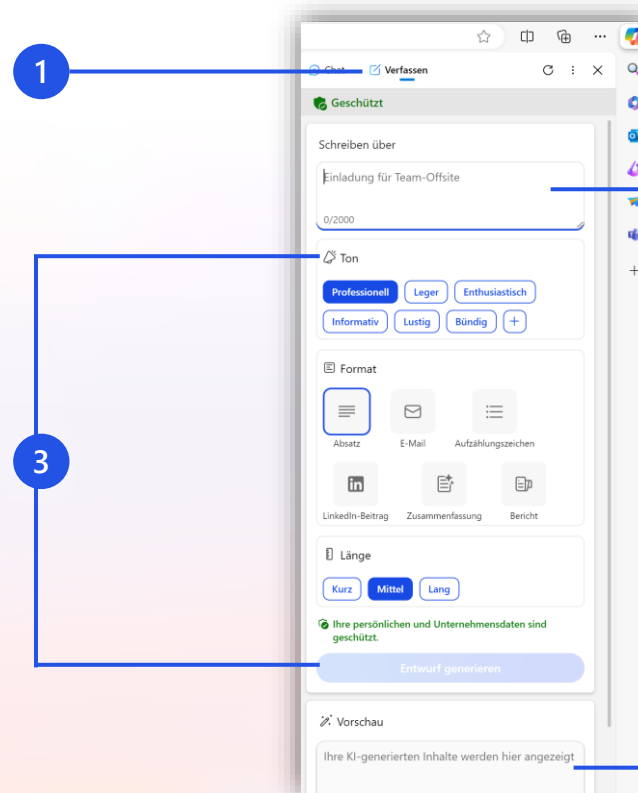 1
Chat
Verfassen
Geschützt
Schreiben über
Einladung für Team-Offsite
0/2000
Ton
Professionell
Leger
Enthusiastisch
Informativ
Lustig
Bündig
3
Format
Absatz
E-Mail
Aufzählungszeichen
LinkedIn-Beitrag
Zusammenfassung
Bericht
Länge
Kurz
Mittel
Lang
Ihre persönlichen und Unternehmensdaten sind
geschützt.
Entwurf generieren
Vorschau
Ihre KI-generierten Inhalte werden hier angezeigt